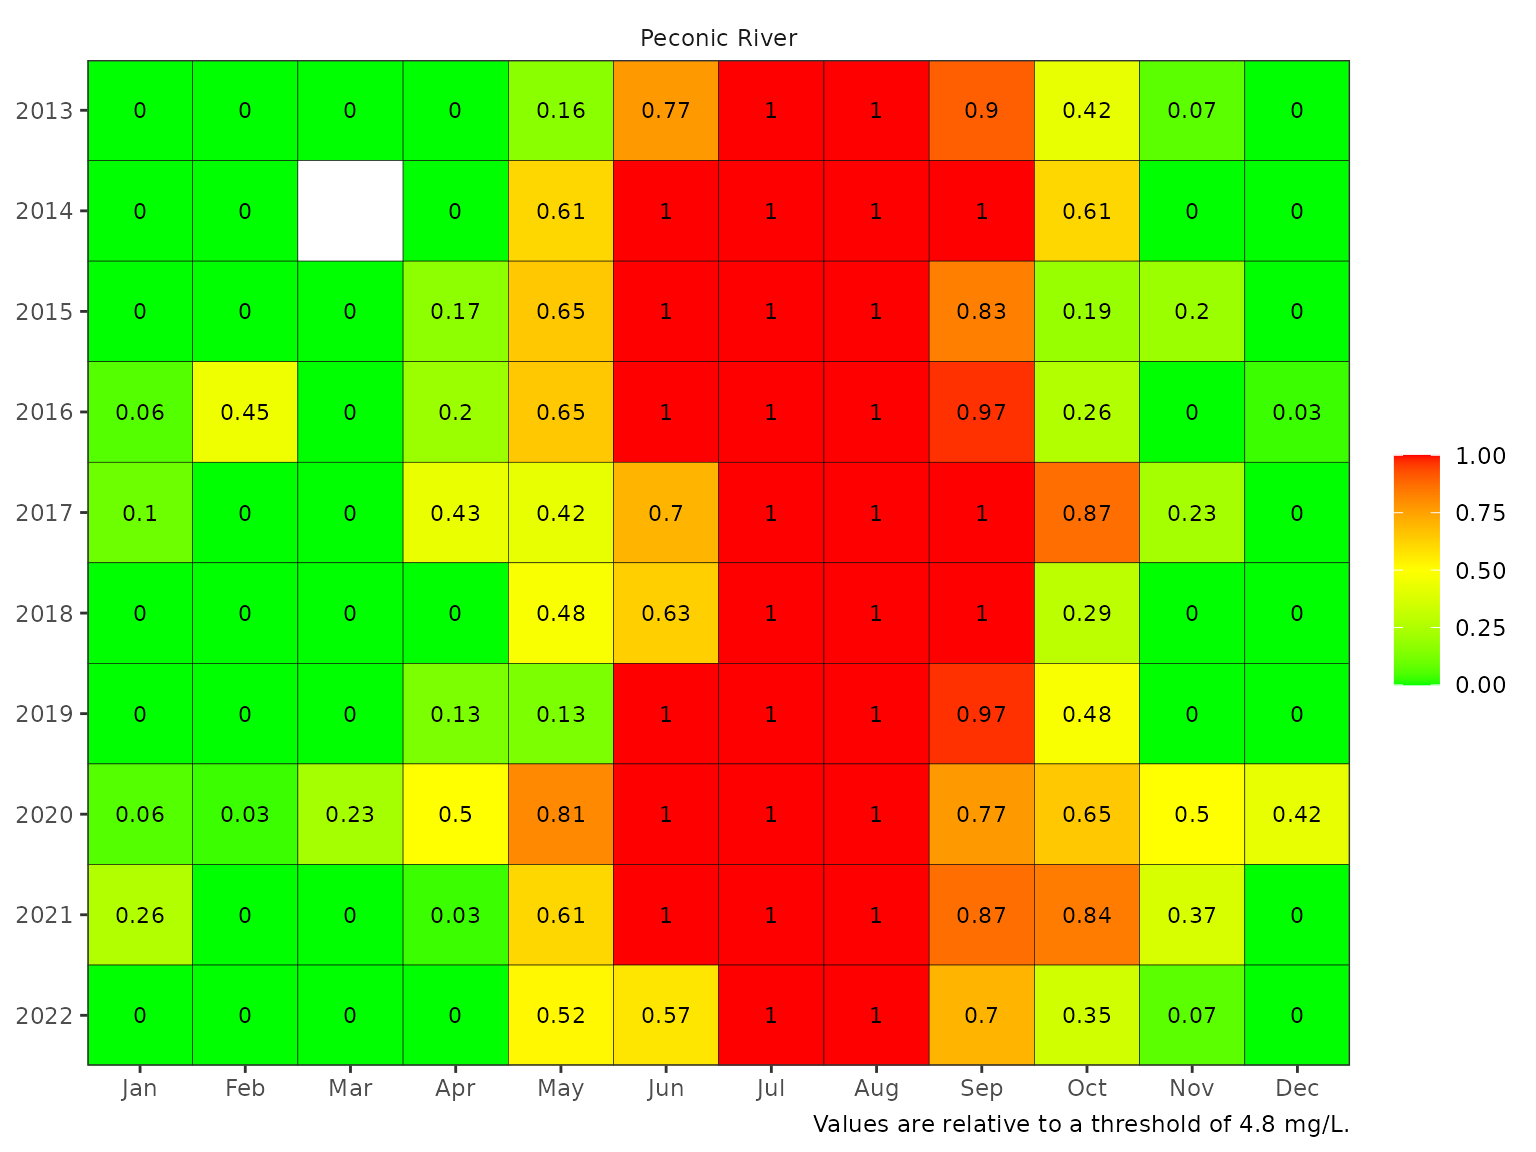 Peconic River
2013 0 0 0 0 0.16 0.77 1 1 0.9 0.42 0.07 0
2014 0 0 0 0.61 1 1 1 1 0.61 0 0
2015 0 0 0 0.17 0.65 1 1 1 0.83 0.19 0.2 0
2016 0.06 0.45 0 0.2 0.65 1 1 1 0.97 0.26 0 0.03
2017 0.1 0 0 0.43 0.42 0.7 1 1 1 0.87 0.23 0
2018 0 0 0 0 0.48 0.63 1 1 1 0.29 0 0
2019 0 0 0 0.13 0.13 1 1 1 0.97 0.48 0 0
2020 0.06 0.03 0.23 0.5 0.81 1 1 1 0.77 0.65 0.5 0.42
2021 0.26 0 0 0.03 0.61 1 1 1 0.87 0.84 0.37 0
2022 0 0 0 0 0.52 0.57 1 1 0.7 0.35 0.07 0
Jan Feb Mar Apr May Jun Jul Aug Sep Oct Nov Dec
Values are relative to a threshold of 4.8 mg/L.
1.00
0.75
0.50
0.25
0.00